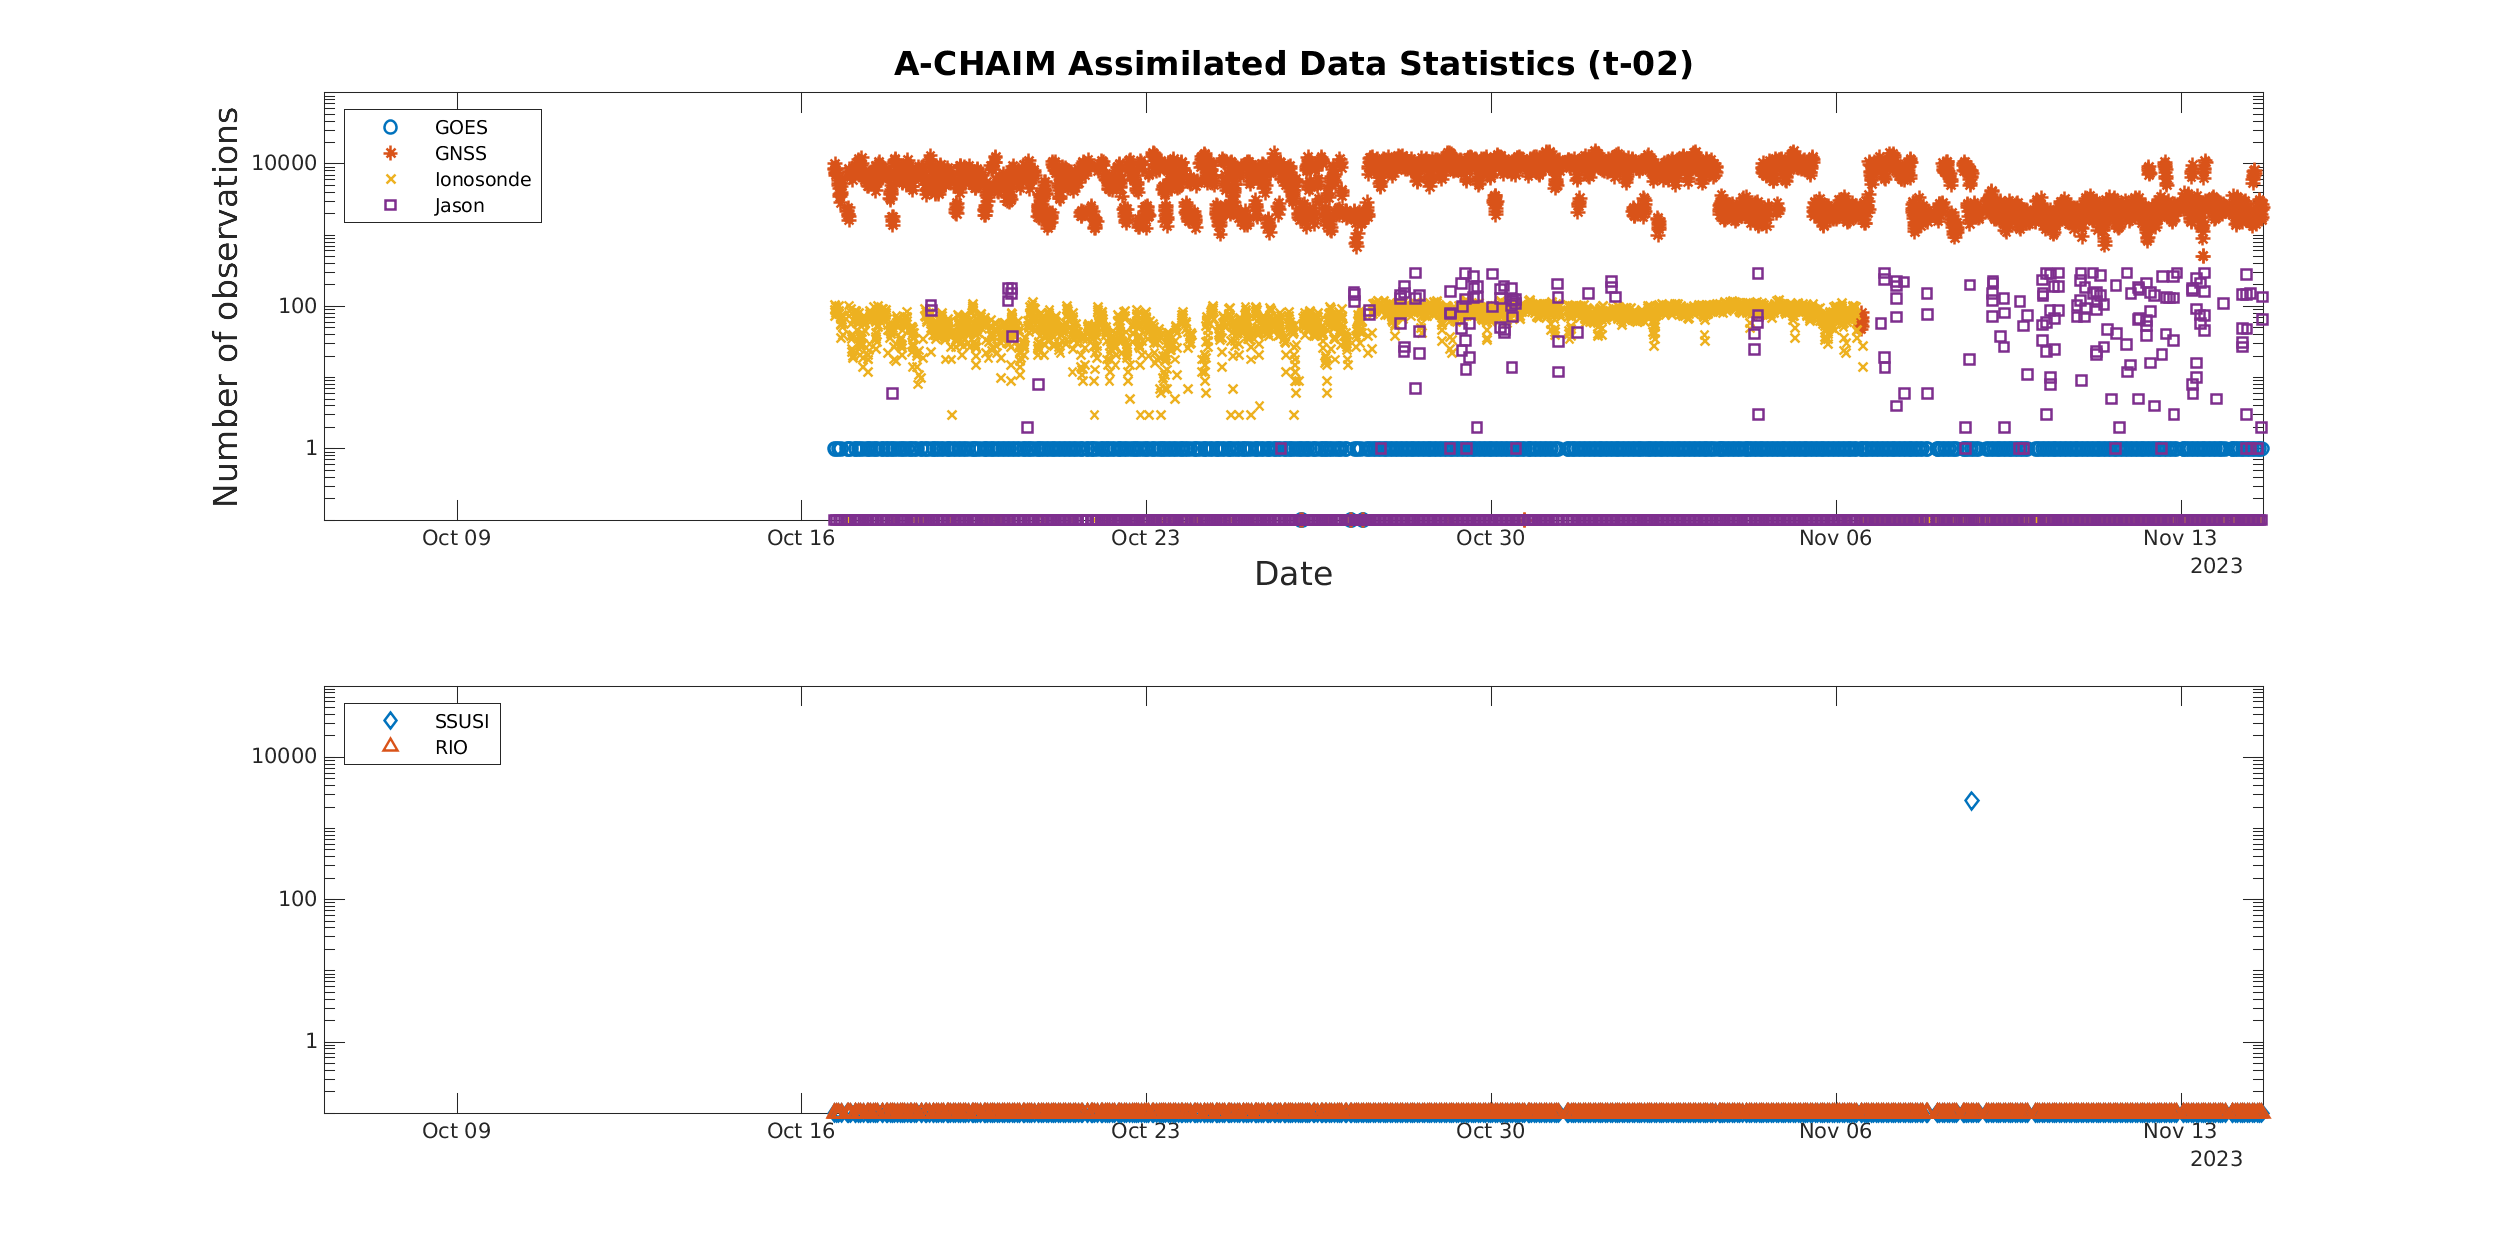 A-CHAIM Assimilated Data Statistics (t-02)
Number of observations
10000
100
1
GOES
GNSS
Ionosonde
Jason
Oct 09 Oct 16 Oct 23 Oct 30 Nov 06 Nov 13
2023
Date
10000
100
1
SSUSI
RIO
Oct 09 Oct 16 Oct 23 Oct 30 Nov 06 Nov 13
2023